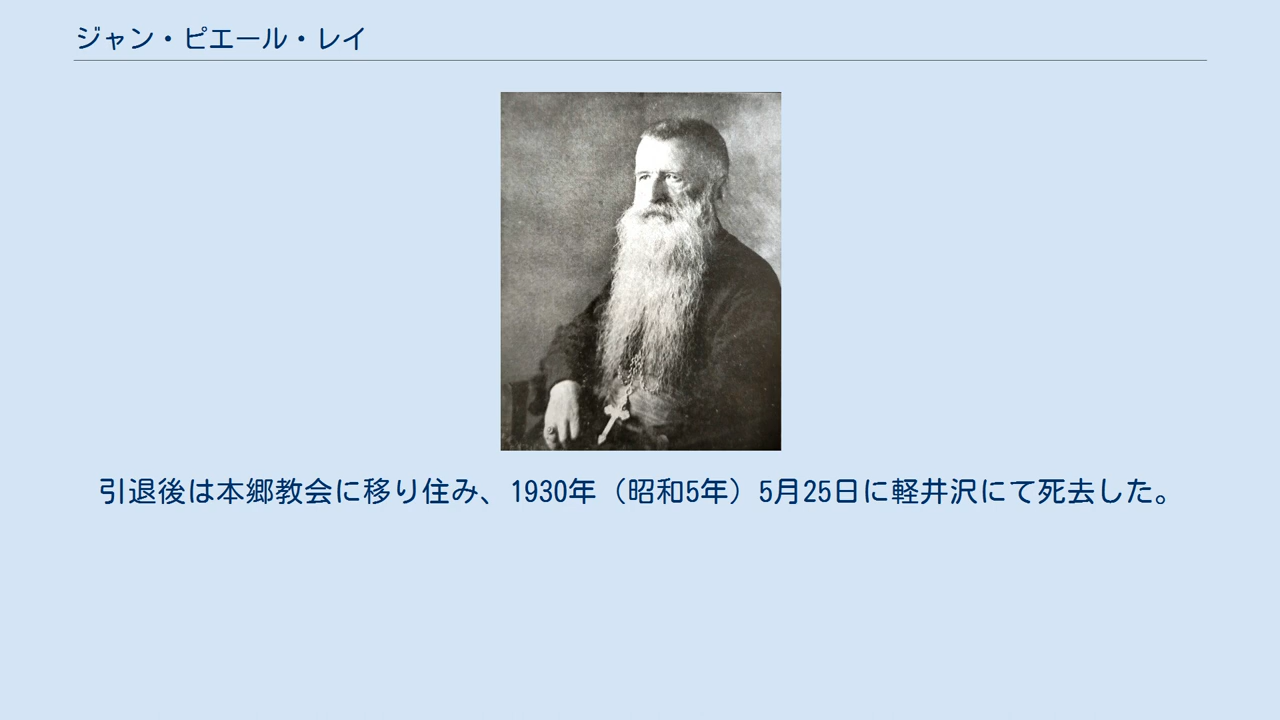 ジャン・ピエール・レイ
引退後は本郷教会に移り住み、1930年（昭和5年）5月25日に軽井沢にて死去した。